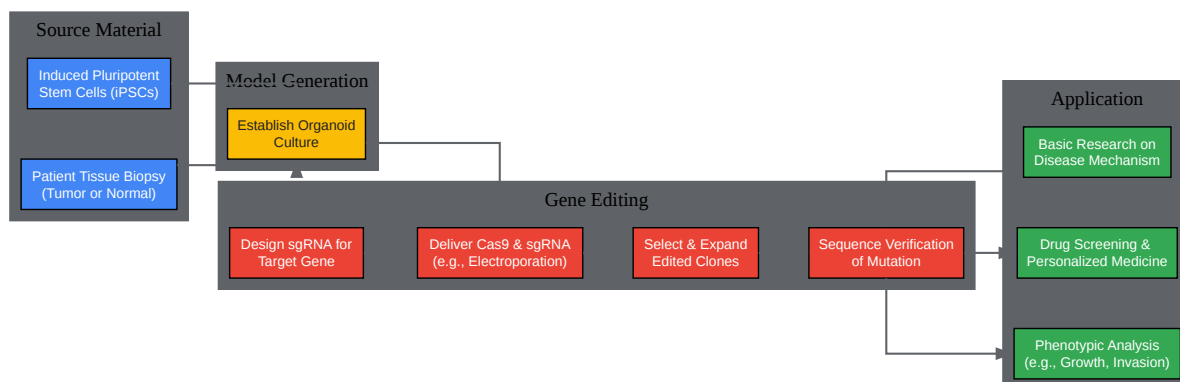 Source Material
Induced Pluripotent
Stem Cells (iPSCs)
Patient Tissue Biopsy
(Tumor or Normal)
Model Generation
Establish Organoid
Culture
Gene Editing
Design sgRNA for
Target Gene
Deliver Cas9 & sgRNA
(e.g., Electroporation)
Select & Expand
Edited Clones
Sequence Verification
of Mutation
Application
Basic Research on
Disease Mechanism
Drug Screening &
Personalized Medicine
Phenotypic Analysis
(e.g., Growth, Invasion)